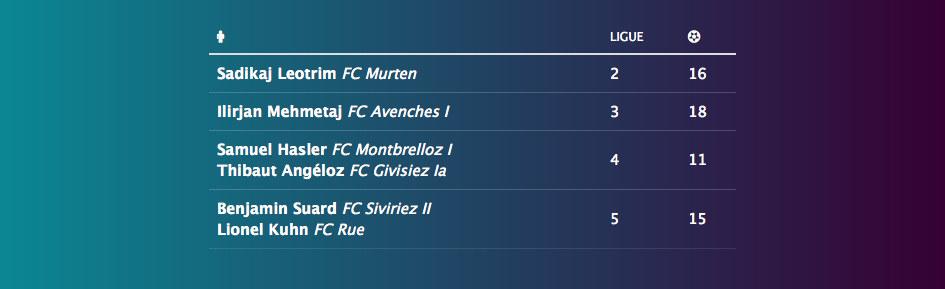 LIGUE
Sadikaj Leotrim FC Murten 2 16
Ilirjan Mehmetaj FC Avenches I 3 18
Samuel Hasler FC Montbrelloz I
Thibaut Angéloz FC Givisiez Ia
4 11
Benjamin Suard FC Siviriez II
Lionel Kuhn FC Rue
5 15